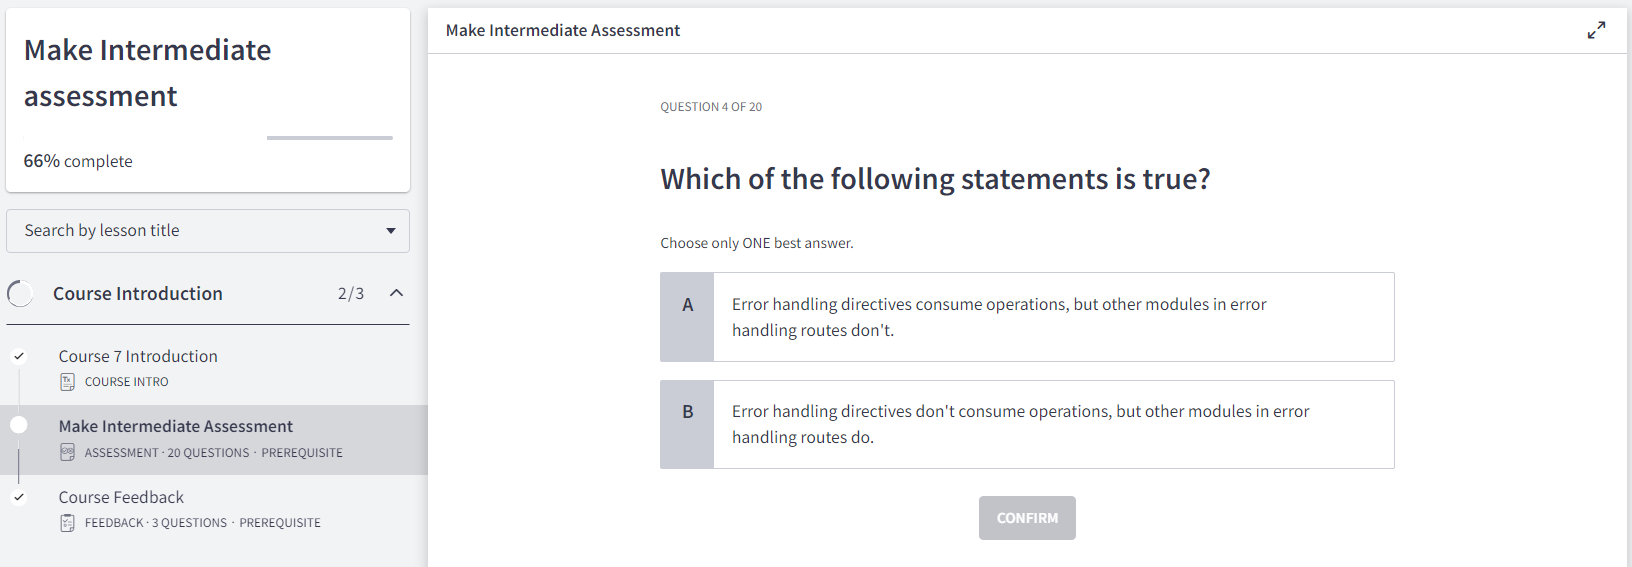 Make Intermediate
assessment
66% complete
Search by lesson title
Course Introduction 2/3
Course 7 Introduction
COURSE INTRO
Make Intermediate Assessment
ASSESSMENT · 20 QUESTIONS · PREREQUISITE
Course Feedback
FEEDBACK · 3 QUESTIONS · PREREQUISITE
Make Intermediate Assessment
QUESTION 4 OF 20
Which of the following statements is true?
Choose only ONE best answer.
A Error handling directives consume operations, but other modules in error
handling routes don't.
B Error handling directives don't consume operations, but other modules in error
handling routes do.
CONFIRM